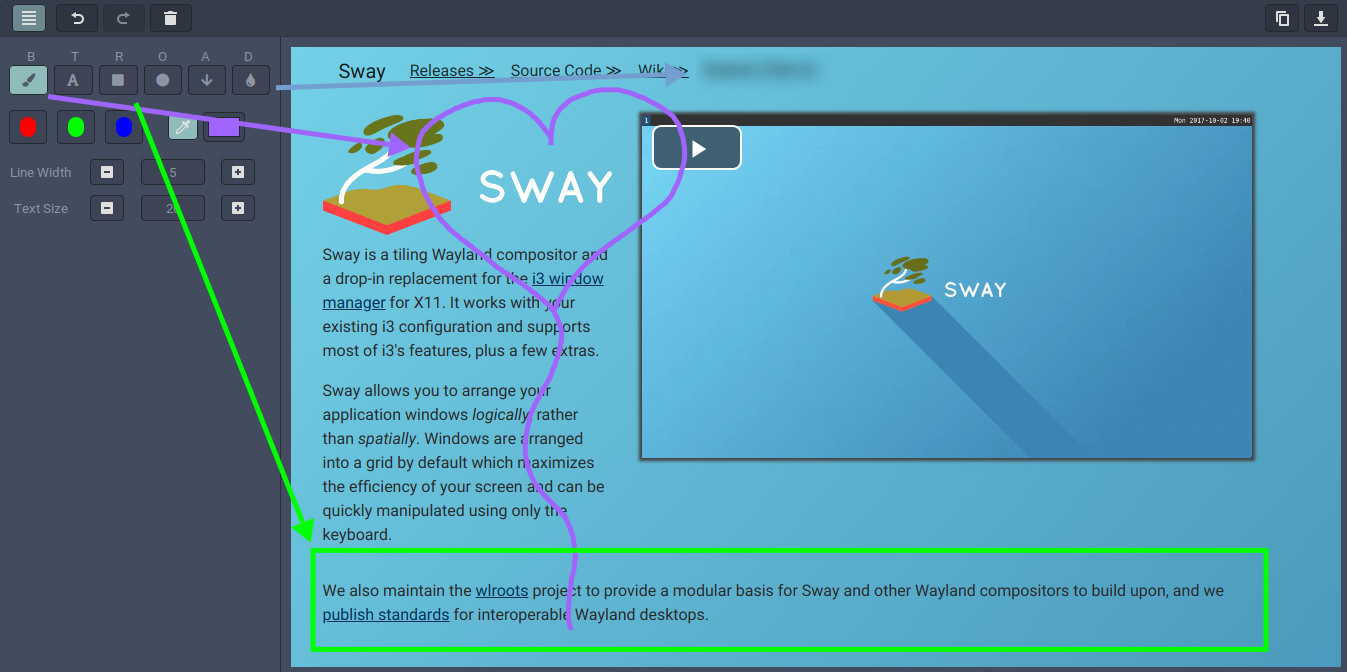 B T R O A D
A
Line Width 5
Text Size
Sway Releases ≫ Source Code ≫ Wiki ≫
SWAY
1 Mon 2017-10-02 19:40
SWAY
Sway is a tiling Wayland compositor and
a drop-in replacement for the i3 window
manager for X11. It works with your
existing i3 configuration and supports
most of i3's features, plus a few extras.
Sway allows you to arrange your
application windows logically, rather
than spatially. Windows are arranged
into a grid by default which maximizes
the efficiency of your screen and can be
quickly manipulated using only the
keyboard.
We also maintain the wlroots project to provide a modular basis for Sway and other Wayland compositors to build upon, and we
publish standards for interoperable Wayland desktops.